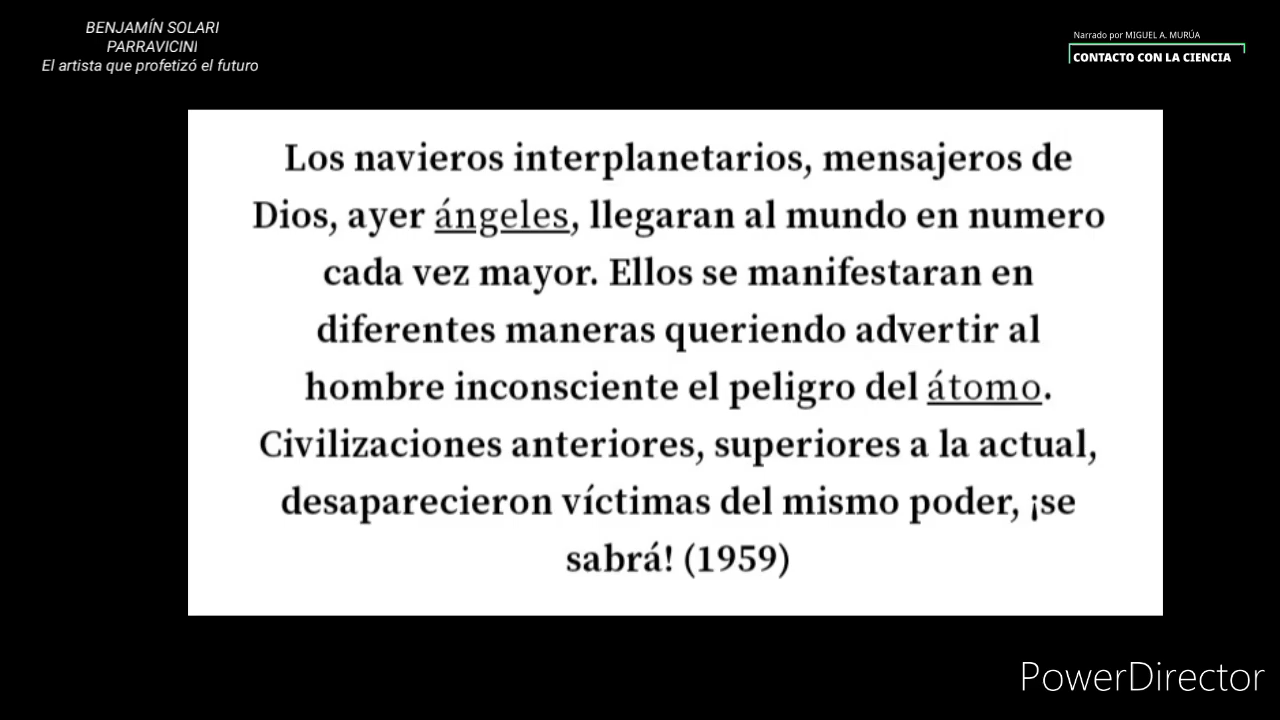 BENJAMÍN SOLARI
PARRAVICINI
El artista que profetizó el futuro
Narrado por MIGUEL A. MURÚA
CONTACTO CON LA CIENCIA
Los navieros interplanetarios, mensajeros de
Dios, ayer ángeles, llegaran al mundo en numero
cada vez mayor. Ellos se manifestaran en
diferentes maneras queriendo advertir al
hombre inconsciente el peligro del átomo.
Civilizaciones anteriores, superiores a la actual,
desaparecieron víctimas del mismo poder, ¡se
sabrá! (1959)
PowerDirector